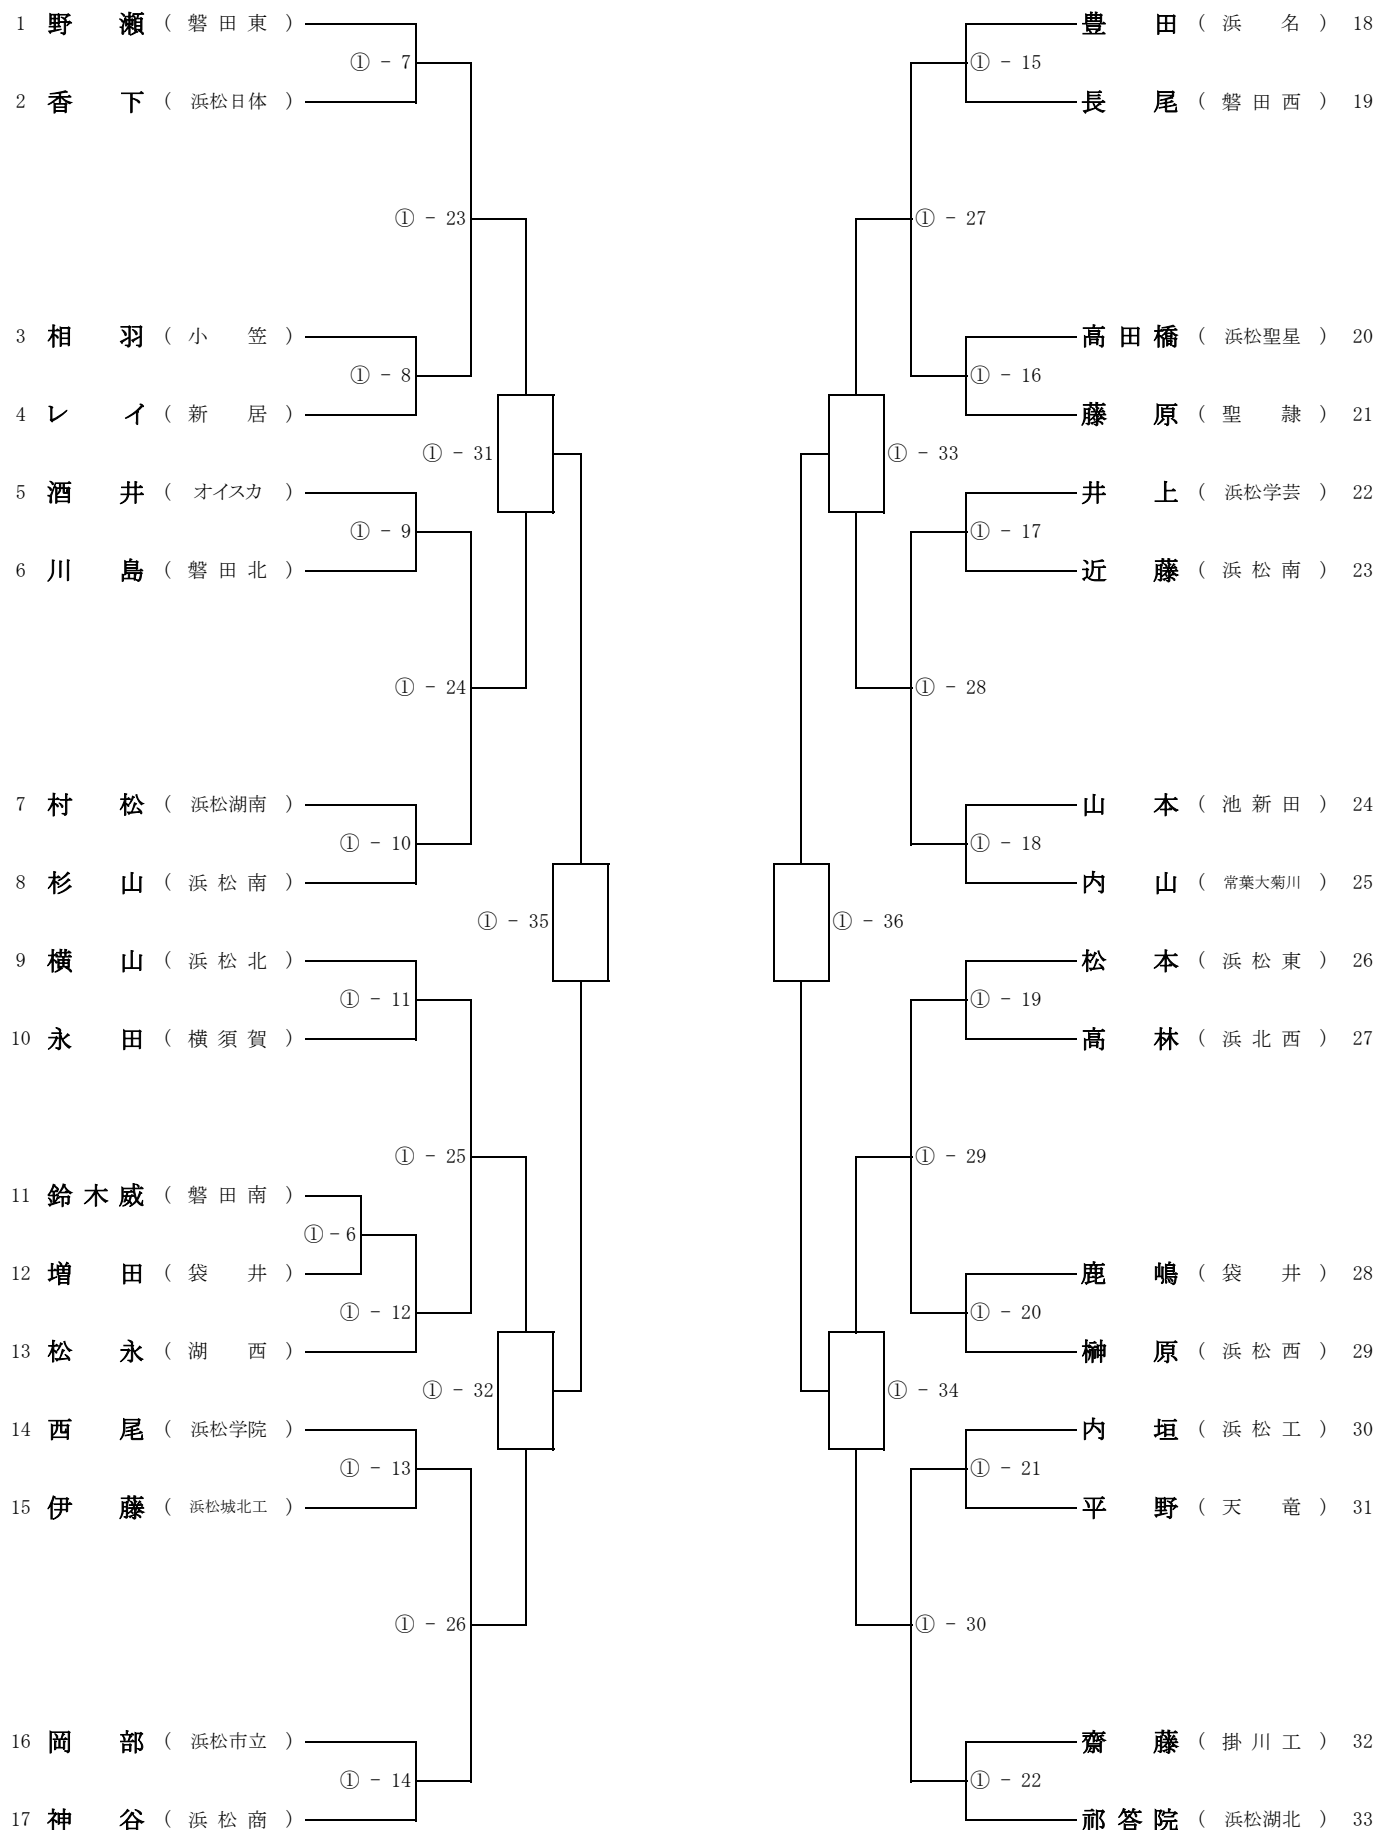 1 野瀬 ( 磐田東 )
① - 7
2 香下 ( 浜松日体 )
① - 23
3 相羽 ( 小笠 )
① - 8
4 レイ ( 新居 )
① - 31
5 酒井 ( オイスカ )
① - 9
6 川島 ( 磐田北 )
① - 24
7 村松 ( 浜松湖南 )
① - 10
8 杉山 ( 浜松南 )
① - 35
9 横山 ( 浜松北 )
① - 11
10 永田 ( 横須賀 )
① - 25
11 鈴木威 ( 磐田南 )
① - 6
12 増田 ( 袋井 )
① - 12
13 松永 ( 湖西 )
① - 32
14 西尾 ( 浜松学院 )
① - 13
15 伊藤 ( 浜松城北工 )
① - 26
16 岡部 ( 浜松市立 )
① - 14
17 神谷 ( 浜松商 )
豊田 ( 浜名 ) 18
① - 15
長尾 ( 磐田西 ) 19
① - 27
高田橋 ( 浜松聖星 ) 20
① - 16
藤原 ( 聖隷 ) 21
① - 33
井上 ( 浜松学芸 ) 22
① - 17
近藤 ( 浜松南 ) 23
① - 28
山本 ( 池新田 ) 24
① - 18
内山 ( 常葉大菊川 ) 25
① - 36
松本 ( 浜松東 ) 26
① - 19
高林 ( 浜北西 ) 27
① - 29
鹿嶋 ( 袋井 ) 28
① - 20
榊原 ( 浜松西 ) 29
① - 34
内垣 ( 浜松工 ) 30
① - 21
平野 ( 天竜 ) 31
① - 30
齋藤 ( 掛川工 ) 32
① - 22
祁答院 ( 浜松湖北 ) 33